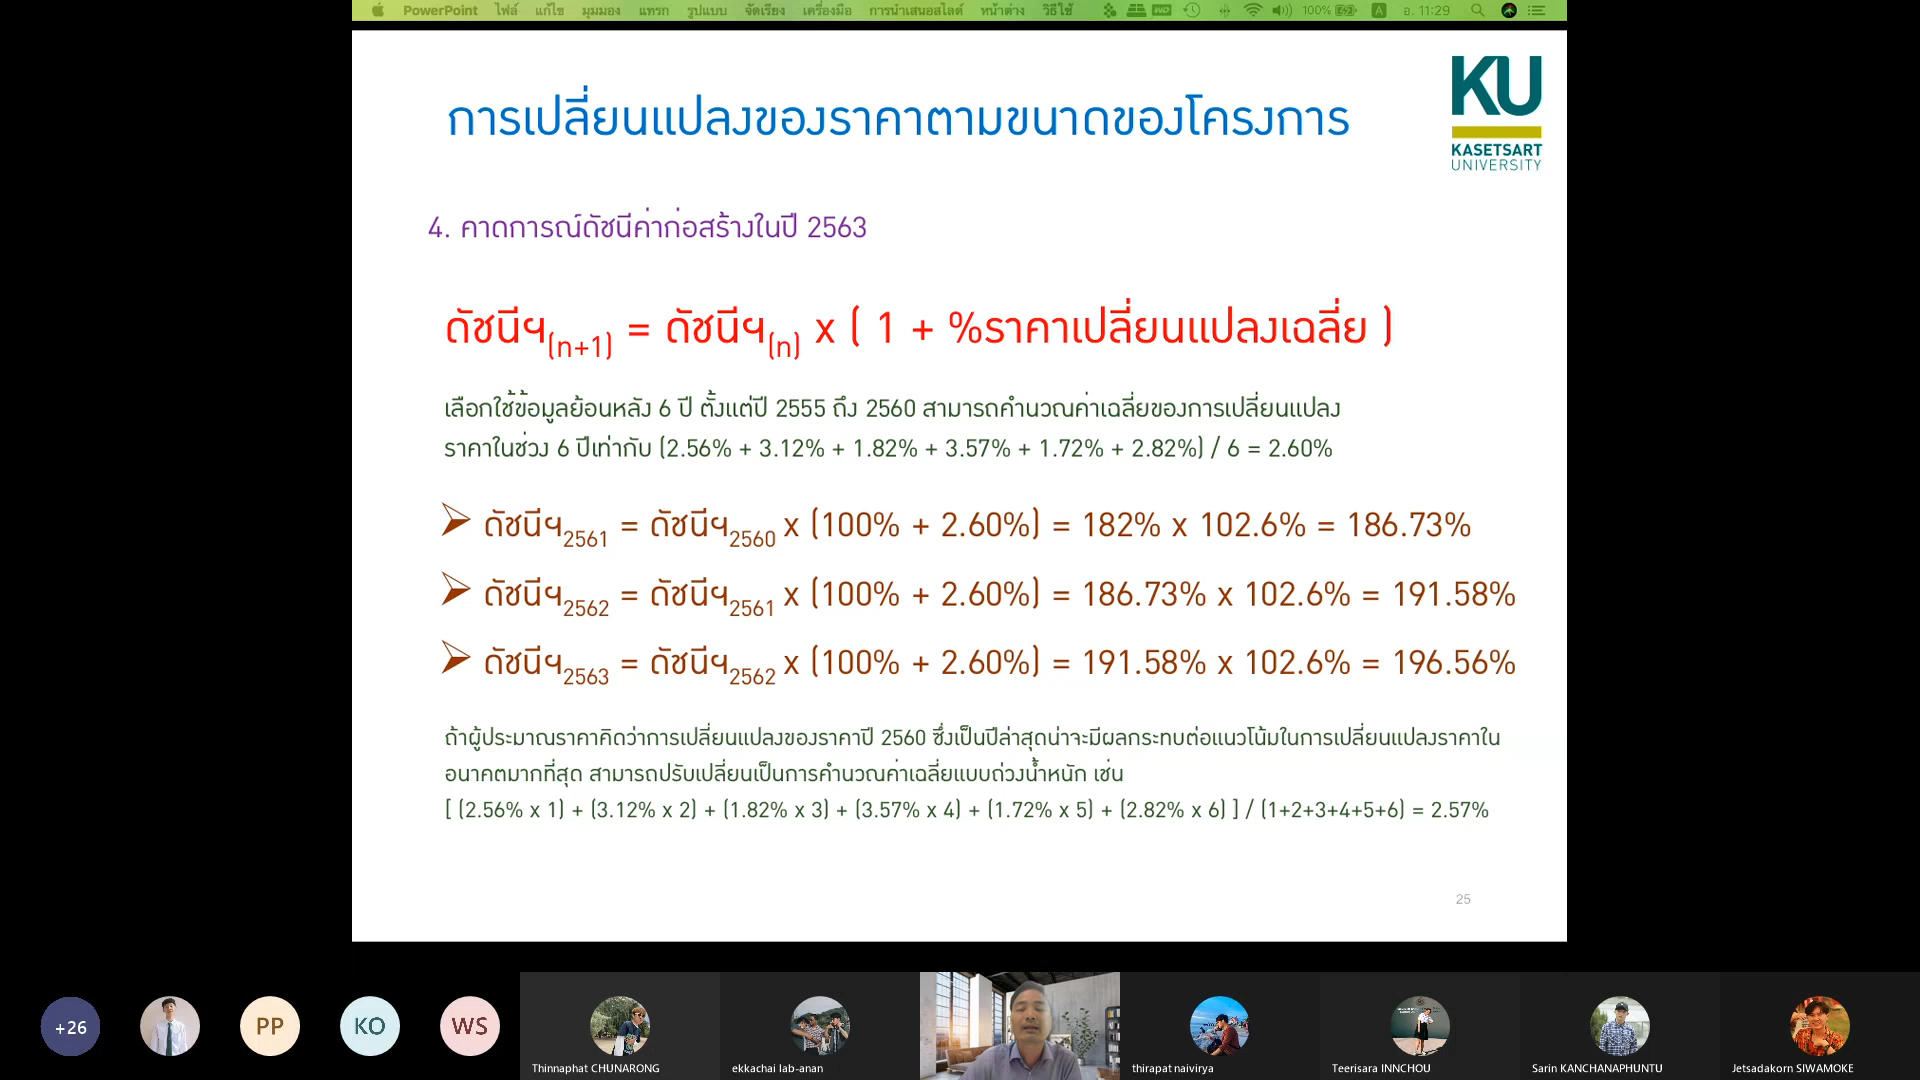 PowerPoint ไฟล์ แก้ไข มุมมอง แทรก รูปแบบ จัดเรียง เครื่องมือ การนำเสนอสไลด์ หน้าต่าง วิธีใช้ 100% A อ. 11:29
การเปลี่ยนแปลงของราคาตามขนาดของโครงการ
KU
KASETSART
UNIVERSITY
4. คาดการณ์ดัชนีค่าก่อสร้างในปี 2563
ดัชนีฯ(n+1) = ดัชนีฯ(n) x ( 1 + %ราคาเปลี่ยนแปลงเฉลี่ย )
เลือกใช้ข้อมูลย้อนหลัง 6 ปี ตั้งแต่ปี 2555 ถึง 2560 สามารถคำนวณค่าเฉลี่ยของการเปลี่ยนแปลง
ราคาในช่วง 6 ปีเท่ากับ (2.56% + 3.12% + 1.82% + 3.57% + 1.72% + 2.82%) / 6 = 2.60%
➢ ดัชนีฯ2561 = ดัชนีฯ2560 x (100% + 2.60%) = 182% x 102.6% = 186.73%
➢ ดัชนีฯ2562 = ดัชนีฯ2561 x (100% + 2.60%) = 186.73% x 102.6% = 191.58%
➢ ดัชนีฯ2563 = ดัชนีฯ2562 x (100% + 2.60%) = 191.58% x 102.6% = 196.56%
ถ้าผู้ประมาณราคาคิดว่าการเปลี่ยนแปลงของราคาปี 2560 ซึ่งเป็นปีล่าสุดน่าจะมีผลกระทบต่อแนวโน้มในการเปลี่ยนแปลงราคาใน
อนาคตมากที่สุด สามารถปรับเปลี่ยนเป็นการคำนวณค่าเฉลี่ยแบบถ่วงน้ำหนัก เช่น
[ (2.56% x 1) + (3.12% x 2) + (1.82% x 3) + (3.57% x 4) + (1.72% x 5) + (2.82% x 6) ] / (1+2+3+4+5+6) = 2.57%
25
+26 PP KO WS
Thinnaphat CHUNARONG ekkachai lab-anan thirapat naivirya Teerisara INNCHOU Sarin KANCHANAPHUNTU Jetsadakorn SIWAMOKE